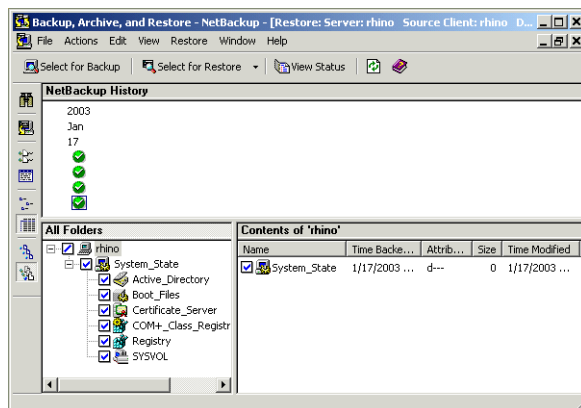 Backup, Archive, and Restore - NetBackup - [Restore: Server: rhino Source Client: rhino D...
File Actions Edit View Restore Window Help
Select for Backup Select for Restore View Status
NetBackup History
2003
Jan
17
All Folders
rhino
System_State
Active_Directory
Boot_Files
Certificate_Server
COM+_Class_Registr
Registry
SYSVOL
Contents of 'rhino'
Name Time Backe... Attrib... Size Time Modified
System_State 1/17/2003 ... d--- 0 1/17/2003 ...